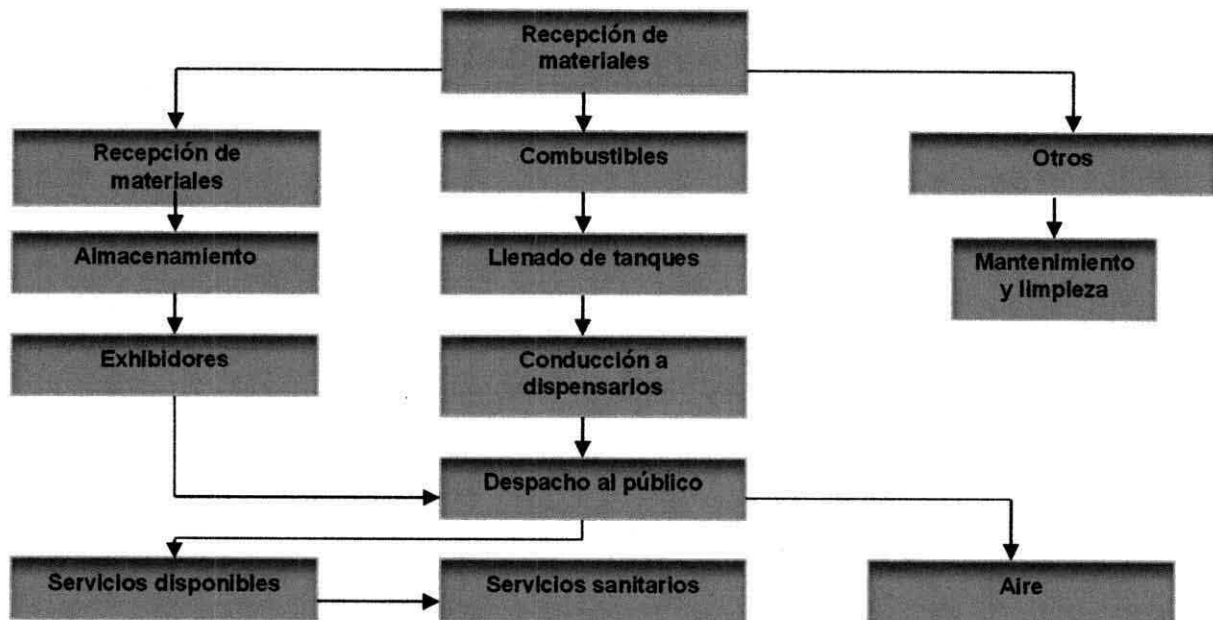 Recepción de
materiales
Recepción de
materiales
Combustibles
Otros
Almacenamiento
Llenado de tanques
Mantenimiento
y limpieza
Exhibidores
Conducción a
dispensarios
Despacho al público
Servicios disponibles
Servicios sanitarios
Aire